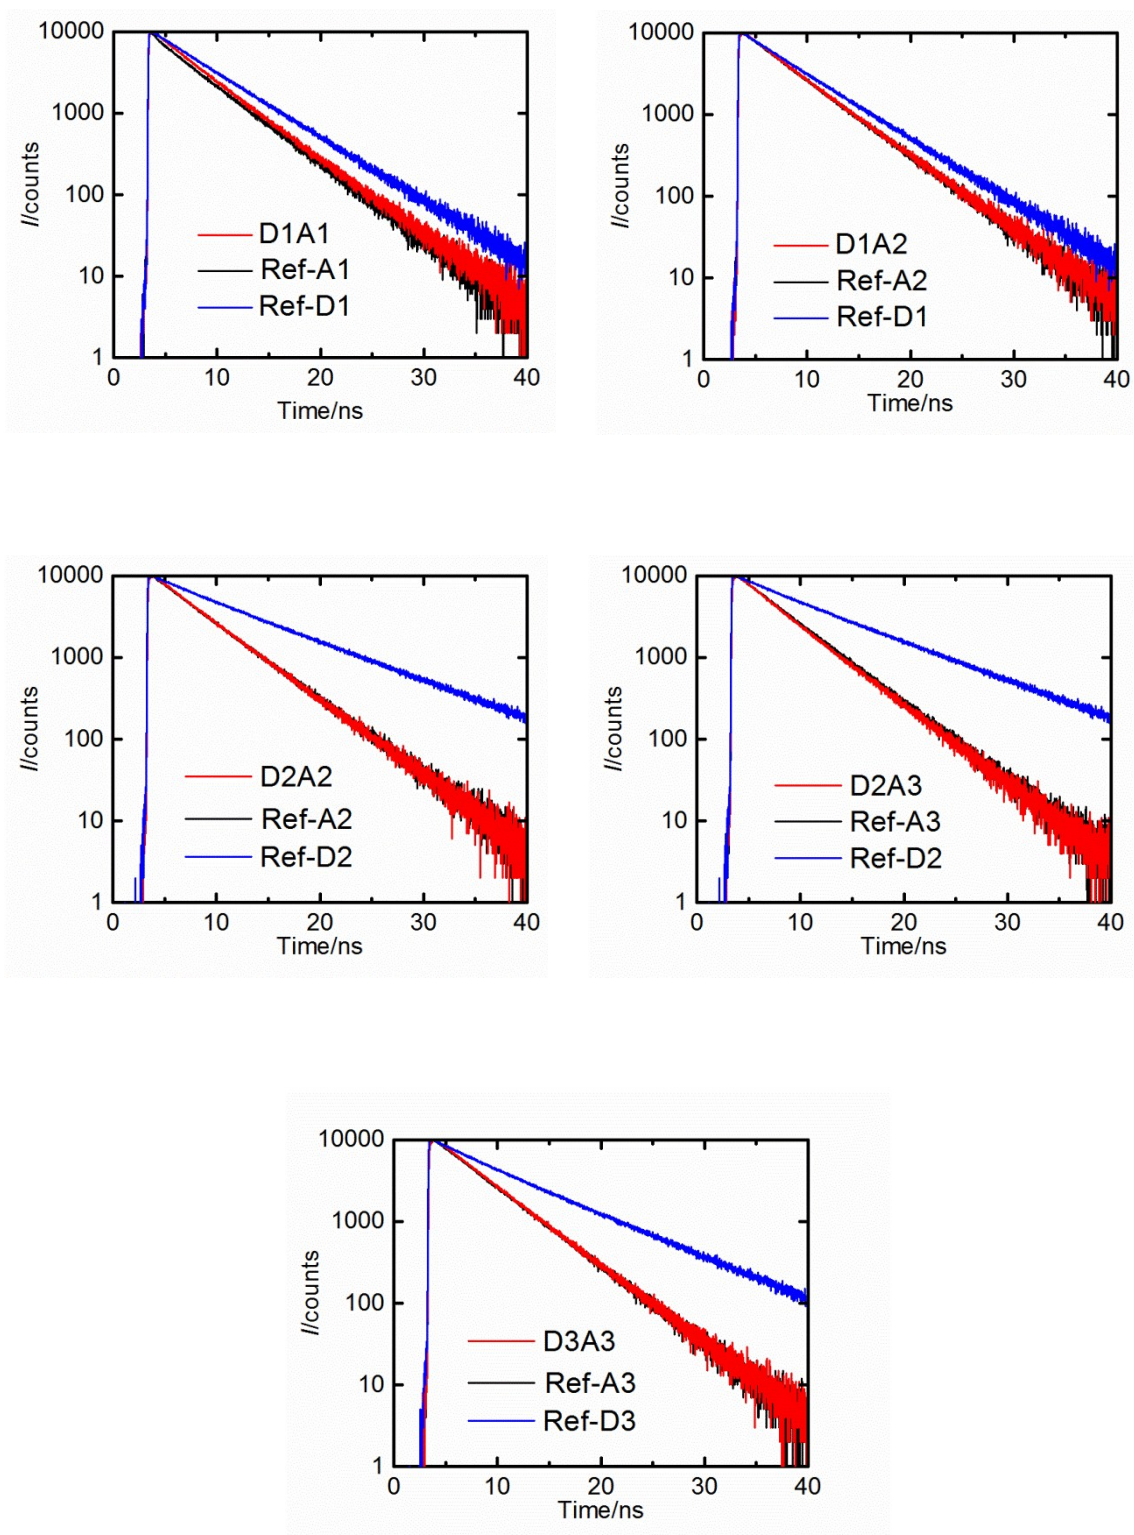 10000
1000
100
10
1
I/counts
D1A1
Ref-A1
Ref-D1
0 10 20 30 40
Time/ns
10000
1000
100
10
1
I/counts
D1A2
Ref-A2
Ref-D1
0 10 20 30 40
Time/ns
10000
1000
100
10
1
I/counts
D2A2
Ref-A2
Ref-D2
0 10 20 30 40
Time/ns
10000
1000
100
10
1
I/counts
D2A3
Ref-A3
Ref-D2
0 10 20 30 40
Time/ns
10000
1000
100
10
1
I/counts
D3A3
Ref-A3
Ref-D3
0 10 20 30 40
Time/ns